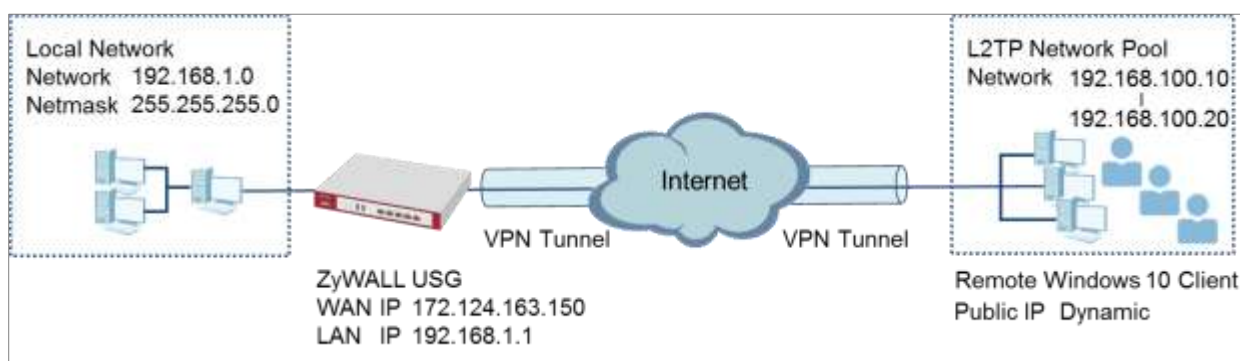 Local Network
Network 192.168.1.0
Netmask 255.255.255.0
L2TP Network Pool
Network 192.168.100.10
192.168.100.20
Internet
VPN Tunnel
VPN Tunnel
ZyWALL USG
WAN IP 172.124.163.150
LAN IP 192.168.1.1
Remote Windows 10 Client
Public IP Dynamic